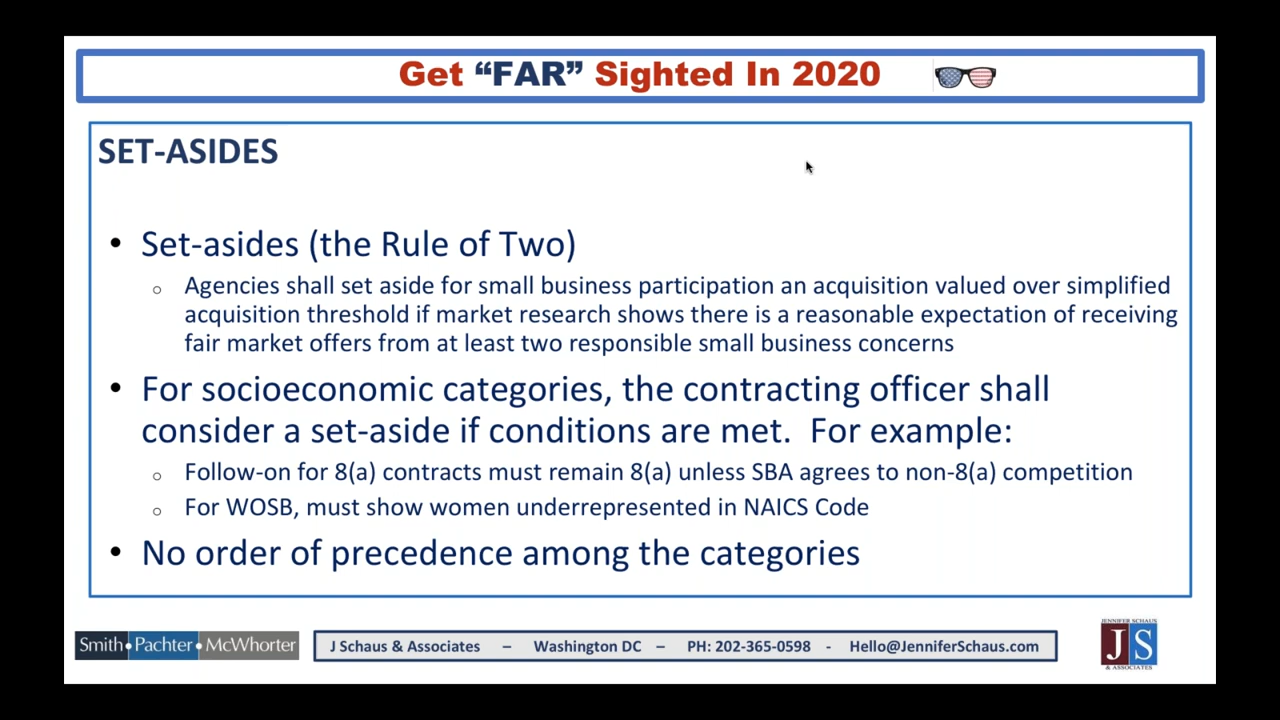 Get “FAR” Sighted In 2020
SET-ASIDES
• Set-asides (the Rule of Two)
o Agencies shall set aside for small business participation an acquisition valued over simplified
acquisition threshold if market research shows there is a reasonable expectation of receiving
fair market offers from at least two responsible small business concerns
• For socioeconomic categories, the contracting officer shall
consider a set-aside if conditions are met.  For example:
o Follow-on for 8(a) contracts must remain 8(a) unless SBA agrees to non-8(a) competition
o For WOSB, must show women underrepresented in NAICS Code
• No order of precedence among the categories
Smith•Pachter•McWhorter
J Schaus & Associates – Washington DC – PH: 202-365-0598 - Hello@JenniferSchaus.com
JENNIFER SCHAUS
JS
& ASSOCIATES